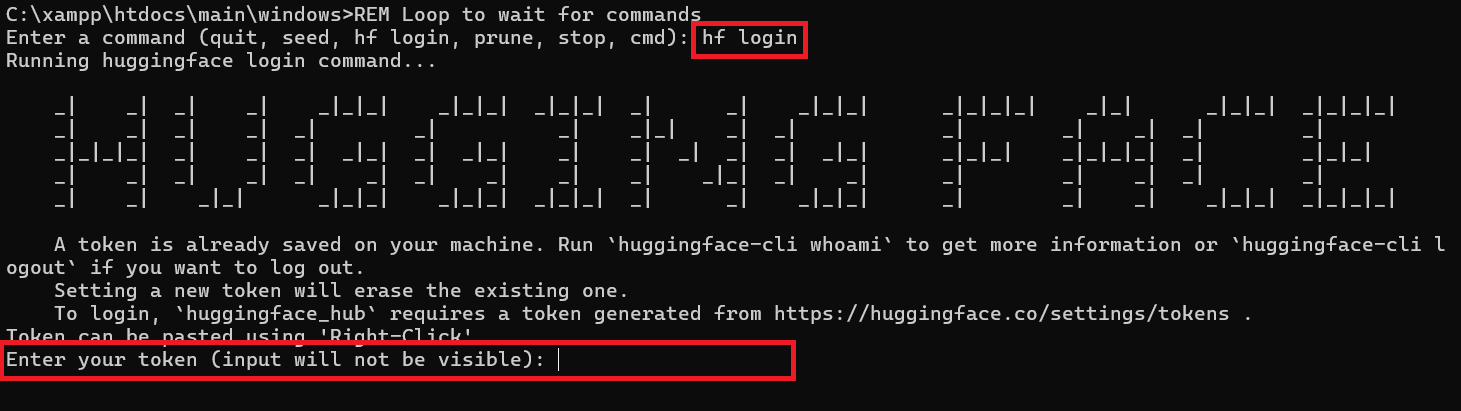 C:\xampp\htdocs\main\windows>REM Loop to wait for commands
Enter a command (quit, seed, hf login, prune, stop, cmd): hf login
Running huggingface login command...
HUGGING FACE
A token is already saved on your machine. Run `huggingface-cli whoami` to get more information or `huggingface-cli l
ogout` if you want to log out.
Setting a new token will erase the existing one.
To login, `huggingface_hub` requires a token generated from https://huggingface.co/settings/tokens .
Token can be pasted using 'Right-Click'
Enter your token (input will not be visible):